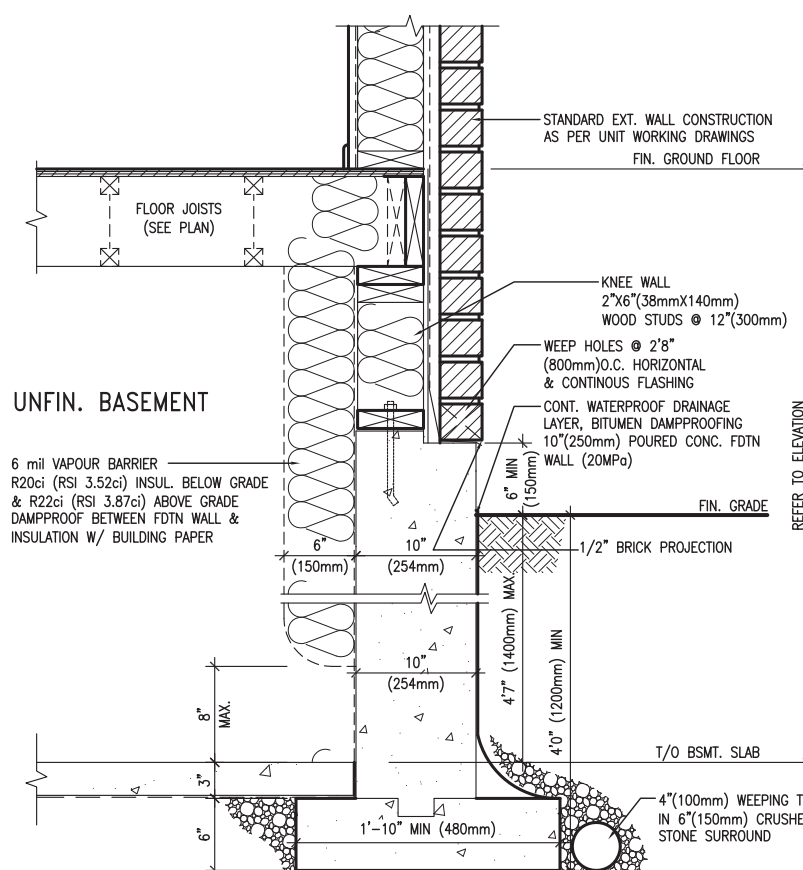 STANDARD EXT. WALL CONSTRUCTION
AS PER UNIT WORKING DRAWINGS
FIN. GROUND FLOOR
FLOOR JOISTS
(SEE PLAN)
KNEE WALL
2"X6"(38mmX140mm)
WOOD STUDS @ 12"(300mm)
WEEP HOLES @ 2'8"
(800mm)O.C. HORIZONTAL
& CONTINOUS FLASHING
UNFIN. BASEMENT
CONT. WATERPROOF DRAINAGE
LAYER, BITUMEN DAMPPROOFING
10"(250mm) POURED CONC. FDTN
WALL (20MPa)
6 mil VAPOUR BARRIER
R20ci (RSI 3.52ci) INSUL. BELOW GRADE
& R22ci (RSI 3.87ci) ABOVE GRADE
DAMPPROOF BETWEEN FDTN WALL &
INSULATION W/ BUILDING PAPER
6" MIN
(150mm)
REFER TO ELEVATION
FIN. GRADE
6"
(150mm)
10"
(254mm)
1/2" BRICK PROJECTION
4'7" (1400mm) MAX.
4'0" (1200mm) MIN
10"
(254mm)
8"
MAX.
T/O BSMT. SLAB
3"
6"
1'-10" MIN (480mm)
4"(100mm) WEEPING
IN 6"(150mm)
STONE SURROUND